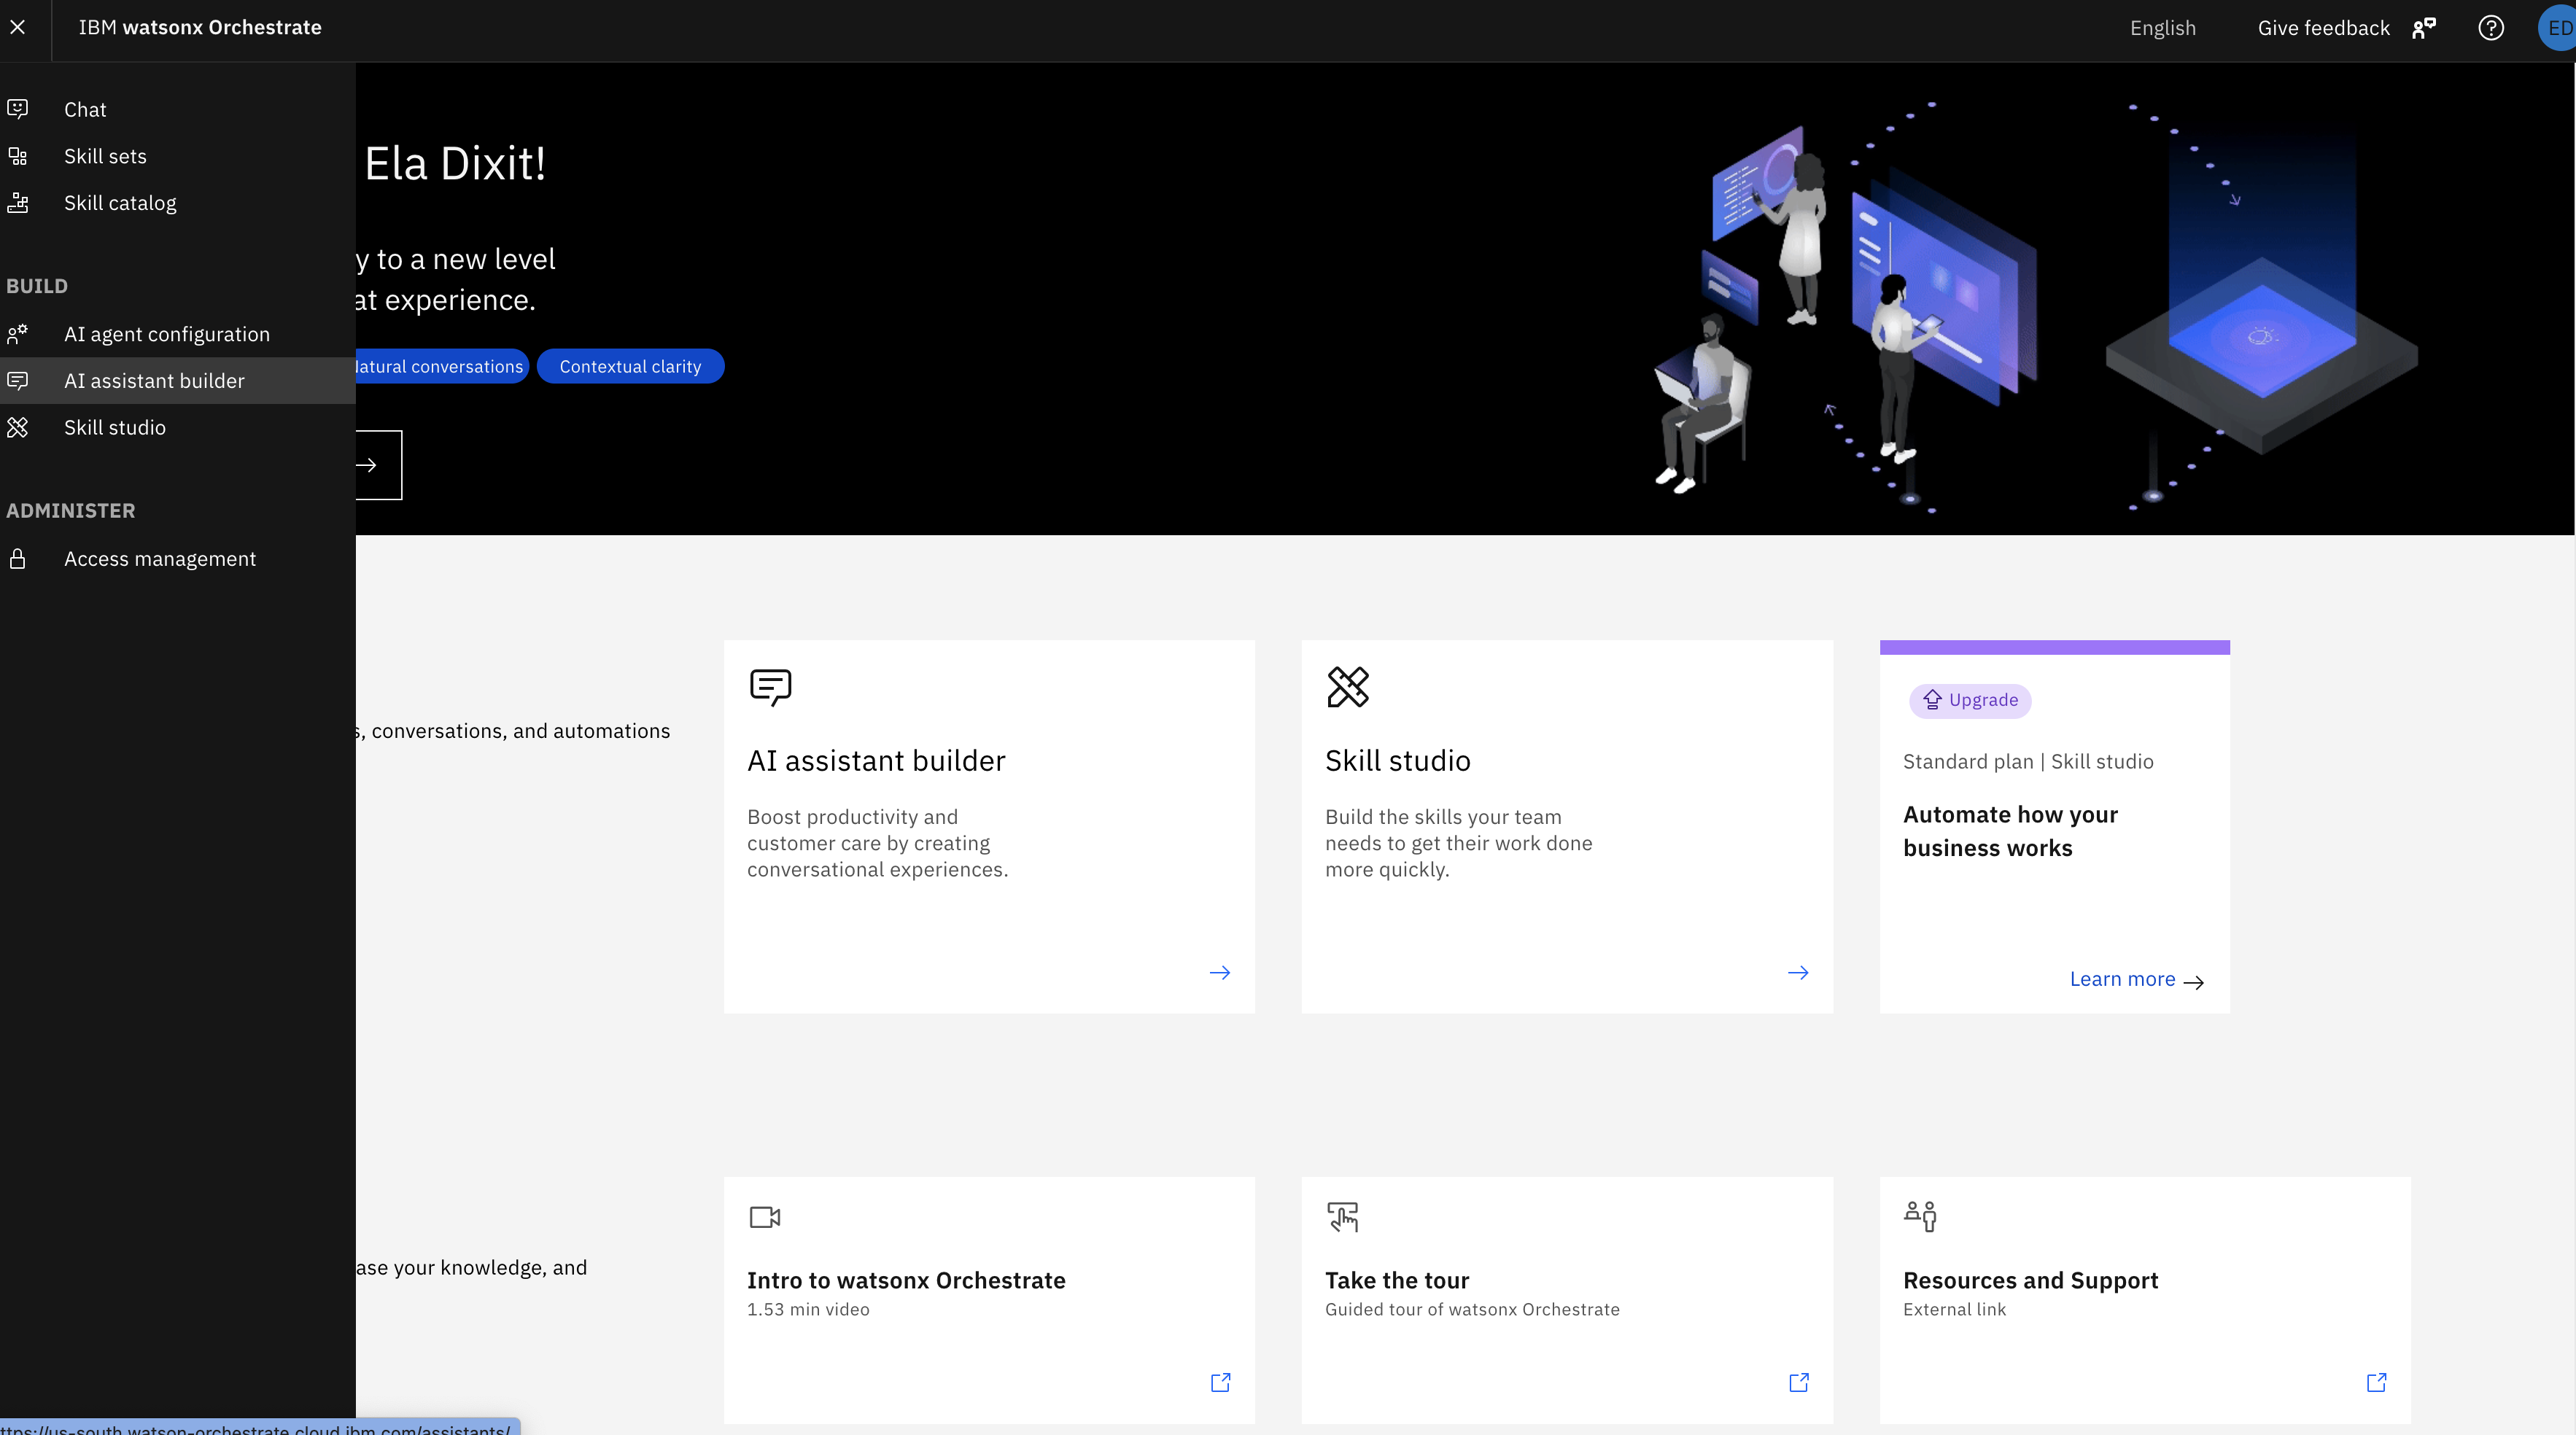 IBM watsonx Orchestrate
English
Give feedback
ED
Chat
Skill sets
Skill catalog
BUILD
AI agent configuration
AI assistant builder
Skill studio
ADMINISTER
Access management
Ela Dixit!
y to a new level
at experience.
Natural conversations
Contextual clarity
s, conversations, and automations
AI assistant builder
Boost productivity and
customer care by creating
conversational experiences.
Skill studio
Build the skills your team
needs to get their work done
more quickly.
Upgrade
Standard plan | Skill studio
Automate how your
business works
Learn more
ase your knowledge, and
Intro to watsonx Orchestrate
1.53 min video
Take the tour
Guided tour of watsonx Orchestrate
Resources and Support
External link
ttps://us-south.watson-orchestrate.cloud.ibm.com/assistants/